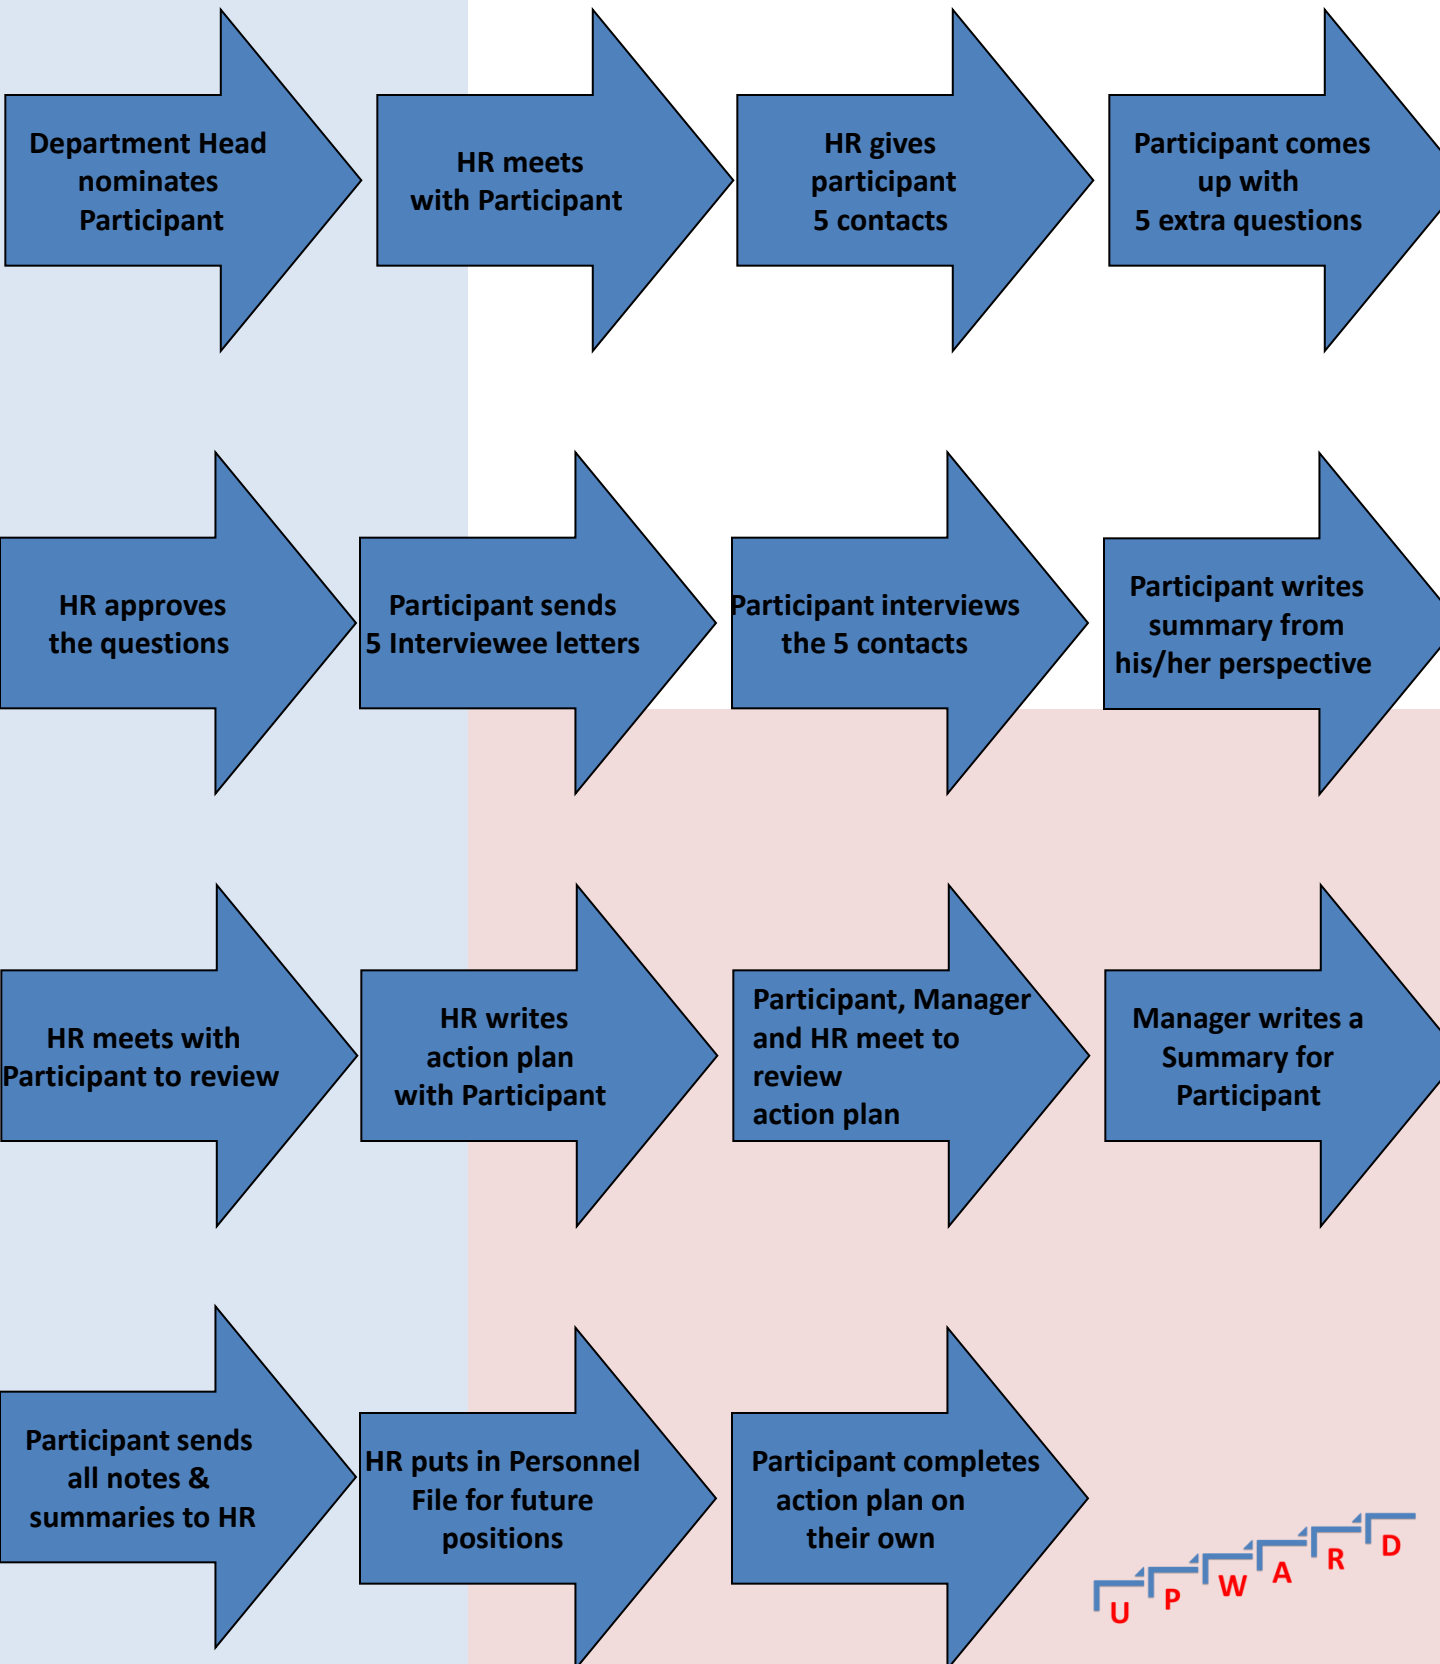 Department Head
nominates
Participant
HR meets
with Participant
HR gives
participant
5 contacts
Participant comes
up with
5 extra questions
HR approves
the questions
Participant sends
5 Interviewee letters
Participant interviews
the 5 contacts
Participant writes
summary from
his/her perspective
HR meets with
Participant to review
HR writes
action plan
with Participant
Participant, Manager
and HR meet to
review
action plan
Manager writes a
Summary for
Participant
Participant sends
all notes &
summaries to HR
HR puts in Personnel
File for future
positions
Participant completes
action plan on
their own
U P W A R D